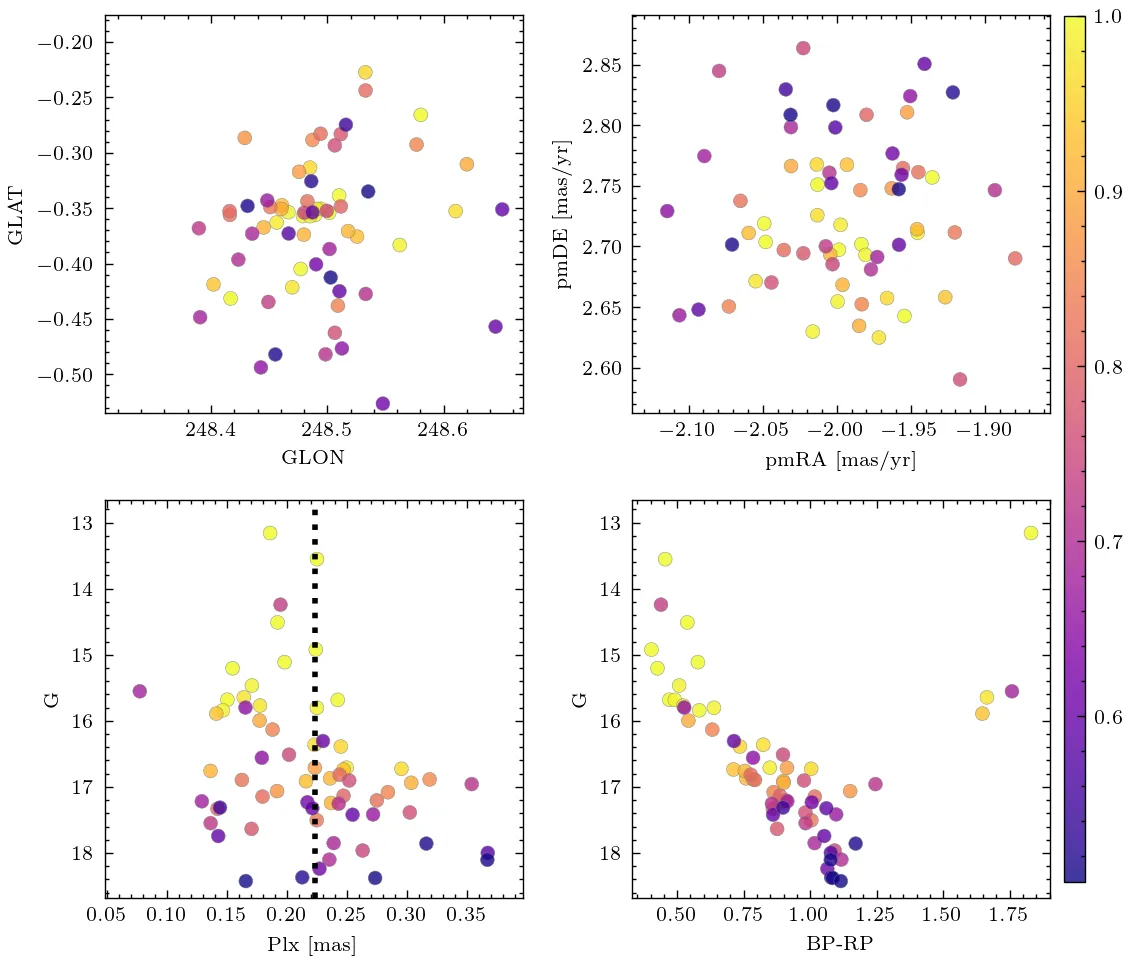 −0.20
−0.25
−0.30
−0.35
−0.40
−0.45
−0.50
GLAT
248.4 248.5 248.6
GLON
2.85
2.80
2.75
2.70
2.65
2.60
pmDE [mas/yr]
−2.10 −2.05 −2.00 −1.95 −1.90
pmRA [mas/yr]
1.0
0.9
0.8
0.7
0.6
13
14
15
16
17
18
G
0.05 0.10 0.15 0.20 0.25 0.30 0.35
Plx [mas]
13
14
15
16
17
18
G
0.50 0.75 1.00 1.25 1.50 1.75
BP-RP